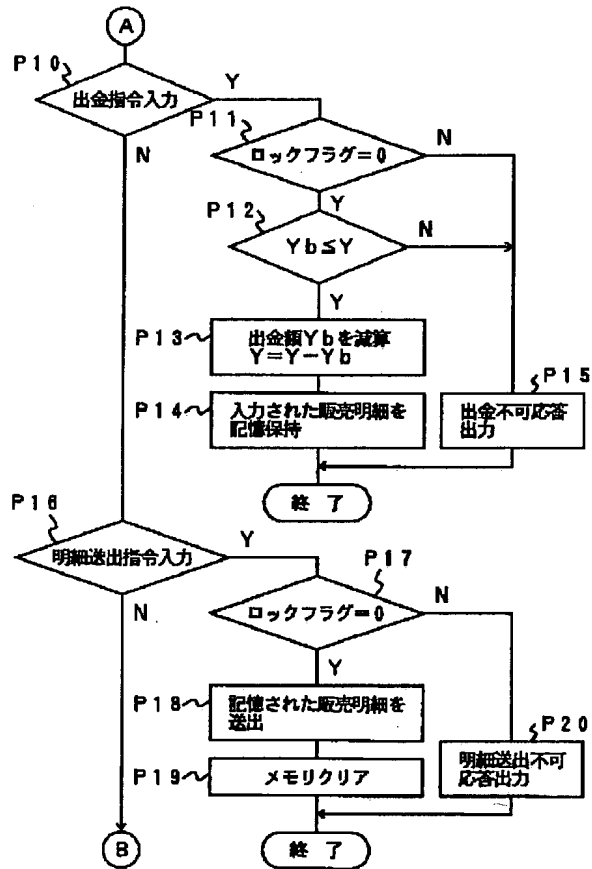 A
P10
出金指令入力
Y
N
P11
ロックフラグ=0
N
Y
P12
Yb≤Y
N
Y
P13
出金額Ybを減算
Y=Y-Yb
P14
入力された販売明細を
記憶保持
P15
出金不可応答
出力
終了
P16
明細送出指令入力
Y
N
P17
ロックフラグ=0
N
Y
P18
記憶された販売明細を
送出
P19
メモリクリア
P20
明細送出不可
応答出力
B
終了